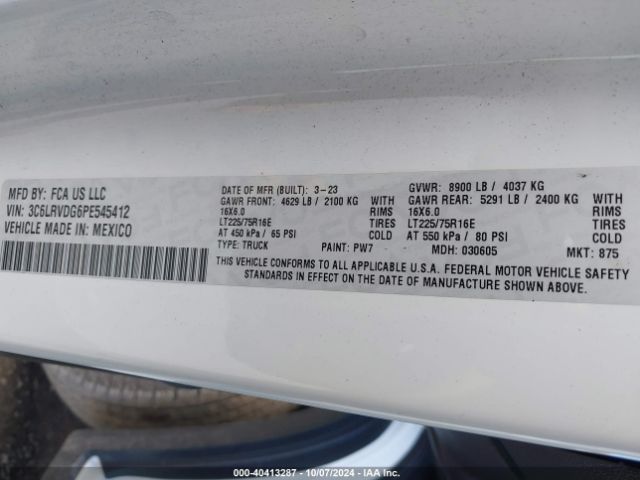 MFD BY: FCA US LLC
VIN: 3C6LRVDG6PE545412
VEHICLE MADE IN: MEXICO
DATE OF MFR (BUILT): 3-23 GVWR: 8900 LB / 4037 KG
GAWR FRONT: 4629 LB / 2100 KG WITH GAWR REAR: 5291 LB / 2400 KG WITH
16X6.0 RIMS 16X6.0 RIMS
LT225/75R16E TIRES LT225/75R16E TIRES
AT 450 kPa / 65 PSI COLD AT 550 kPa / 80 PSI COLD
TYPE: TRUCK PAINT: PW7 MDH: 030605 MKT: 875
THIS VEHICLE CONFORMS TO ALL APPLICABLE U.S.A. FEDERAL MOTOR VEHICLE SAFETY
STANDARDS IN EFFECT ON THE DATE OF MANUFACTURE SHOWN ABOVE.
000-40413287 - 10/07/2024 - IAA Inc.